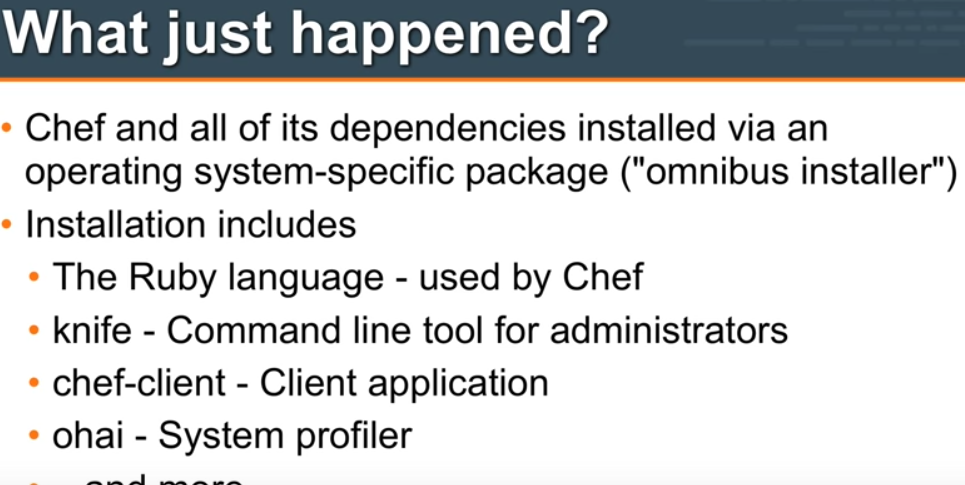 What just happened?
• Chef and all of its dependencies installed via an
operating system-specific package ("omnibus installer")
• Installation includes
• The Ruby language - used by Chef
• knife - Command line tool for administrators
• chef-client - Client application
• ohai - System profiler
• ...and more